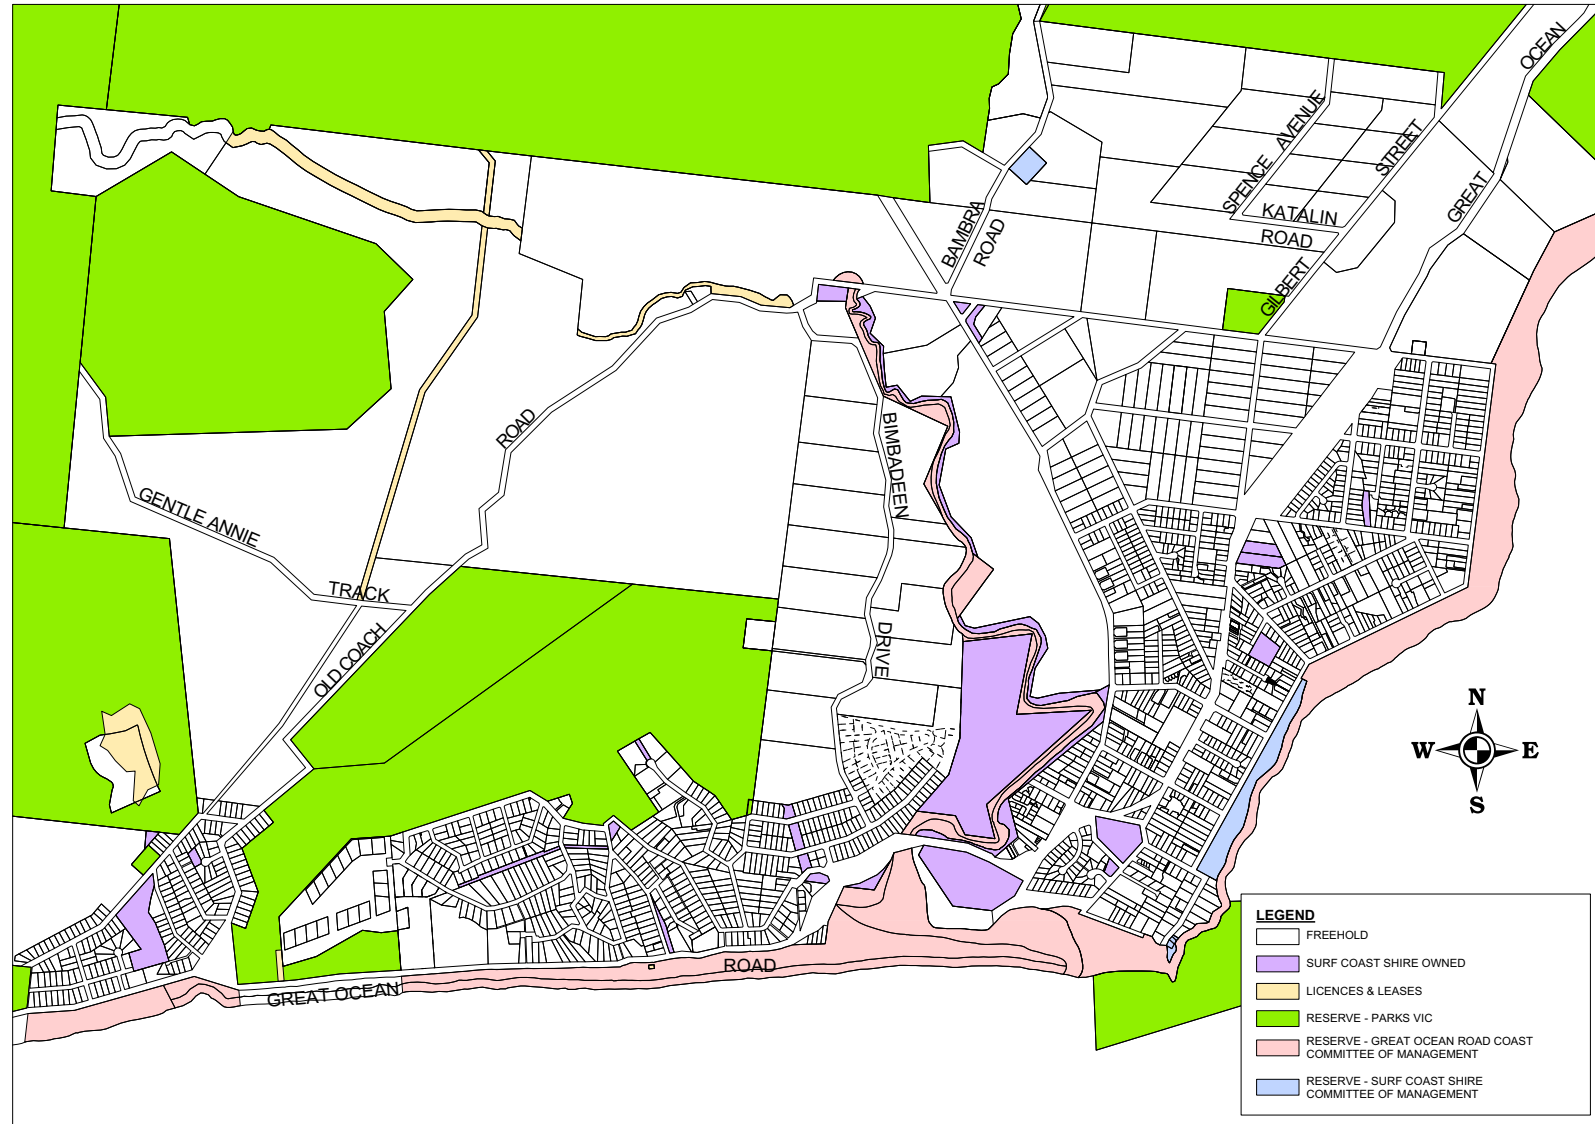 OCEAN
GREAT
SPENCE AVENUE
STREET
KATALIN
ROAD
GILBERT
BAMBRA
ROAD
ROAD
BIMBADEEN
DRIVE
GENTLE ANNIE
TRACK
OLD COACH
N
W
E
S
ROAD
GREAT OCEAN
LEGEND
FREEHOLD
SURF COAST SHIRE OWNED
LICENCES & LEASES
RESERVE - PARKS VIC
RESERVE - GREAT OCEAN ROAD COAST
COMMITTEE OF MANAGEMENT
RESERVE - SURF COAST SHIRE
COMMITTEE OF MANAGEMENT